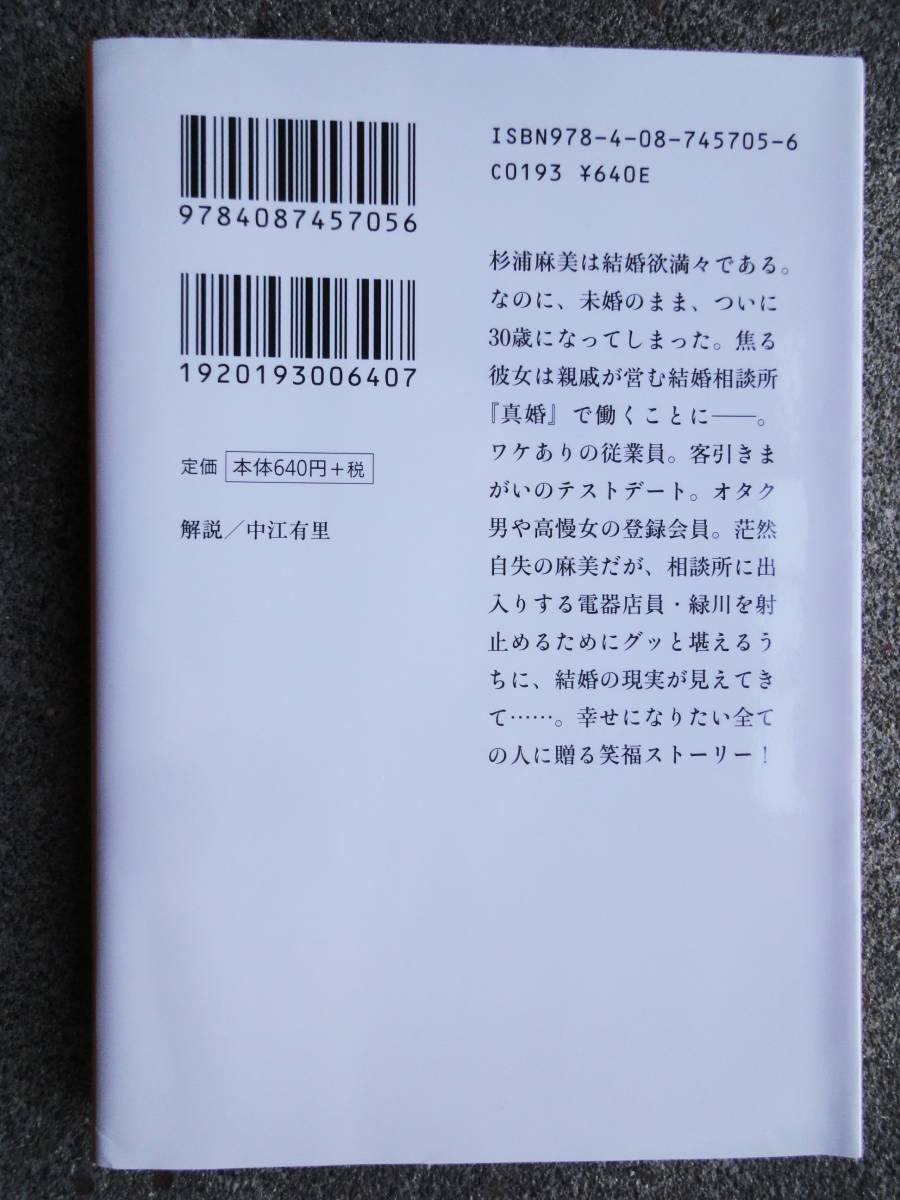 9784087457056
1920193006407
定価 本体640円+税
解説/中江有里
ISBN978-4-08-745705-6
C0193 ¥640E
杉浦麻美は結婚欲満々である。
なのに、未婚のまま、ついに
30歳になってしまった。焦る
彼女は親戚が営む結婚相談所
『真婚』で働くことに――。
ワケありの従業員。客引きま
がいのテストデート。オタク
男や高慢女の登録会員。茫然
自失の麻美だが、相談所に出
入りする電器店員・緑川を射
止めるためにグッと堪えるう
ちに、結婚の現実が見えてき
て……。幸せになりたい全て
の人に贈る笑福ストーリー!